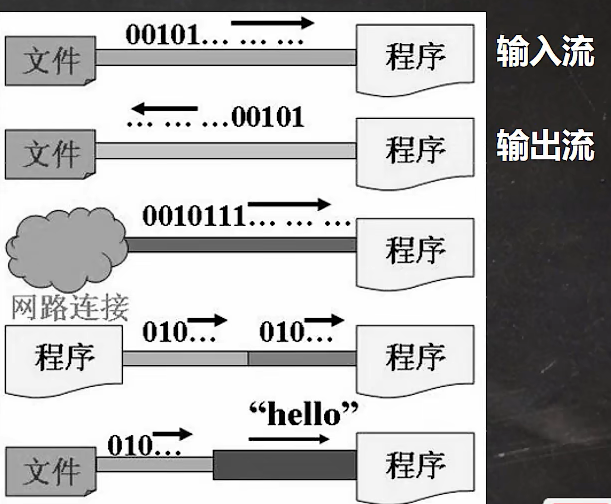 00101… … …
文件
程序
输入流
… … …00101
文件
程序
输出流
0010111… … …
程序
网路连接
010…
010…
程序
程序
“hello”
010…
文件
程序